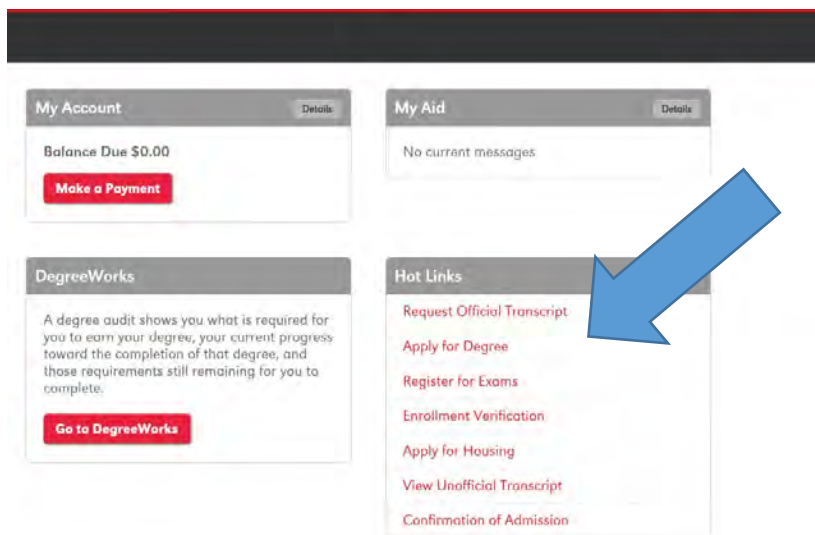 My Account
Details
Balance Due $0.00
Make a Payment
My Aid
Details
No current messages
DegreeWorks
A degree audit shows you what is required for
you to earn your degree, your current progress
toward the completion of that degree, and
those requirements still remaining for you to
complete.
Go to DegreeWorks
Hot Links
Request Official Transcript
Apply for Degree
Register for Exams
Enrollment Verification
Apply for Housing
View Unofficial Transcript
Confirmation of Admission